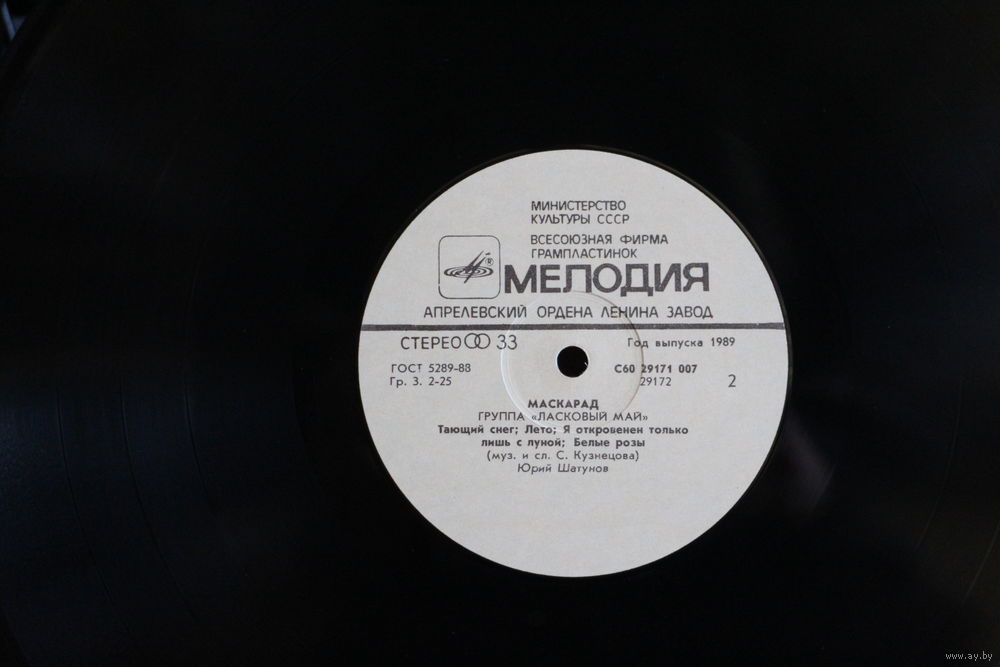 МИНИСТЕРСТВО
КУЛЬТУРЫ СССР
ВСЕСОЮЗНАЯ ФИРМА
ГРАМПЛАСТИНОК
®
МЕЛОДИЯ
АПРЕЛЕВСКИЙ ОРДЕНА ЛЕНИНА ЗАВОД
СТЕРЕО 33
Год выпуска 1989
ГОСТ 5289-88
Гр. 3. 2-25
С60 29171 007
29172
2
МАСКАРАД
ГРУППА «ЛАСКОВЫЙ МАЙ»
Тающий снег; Лето; Я откровенен только
лишь с луной; Белые розы
(муз. и сл. С. Кузнецова)
Юрий Шатунов
www.ay.by